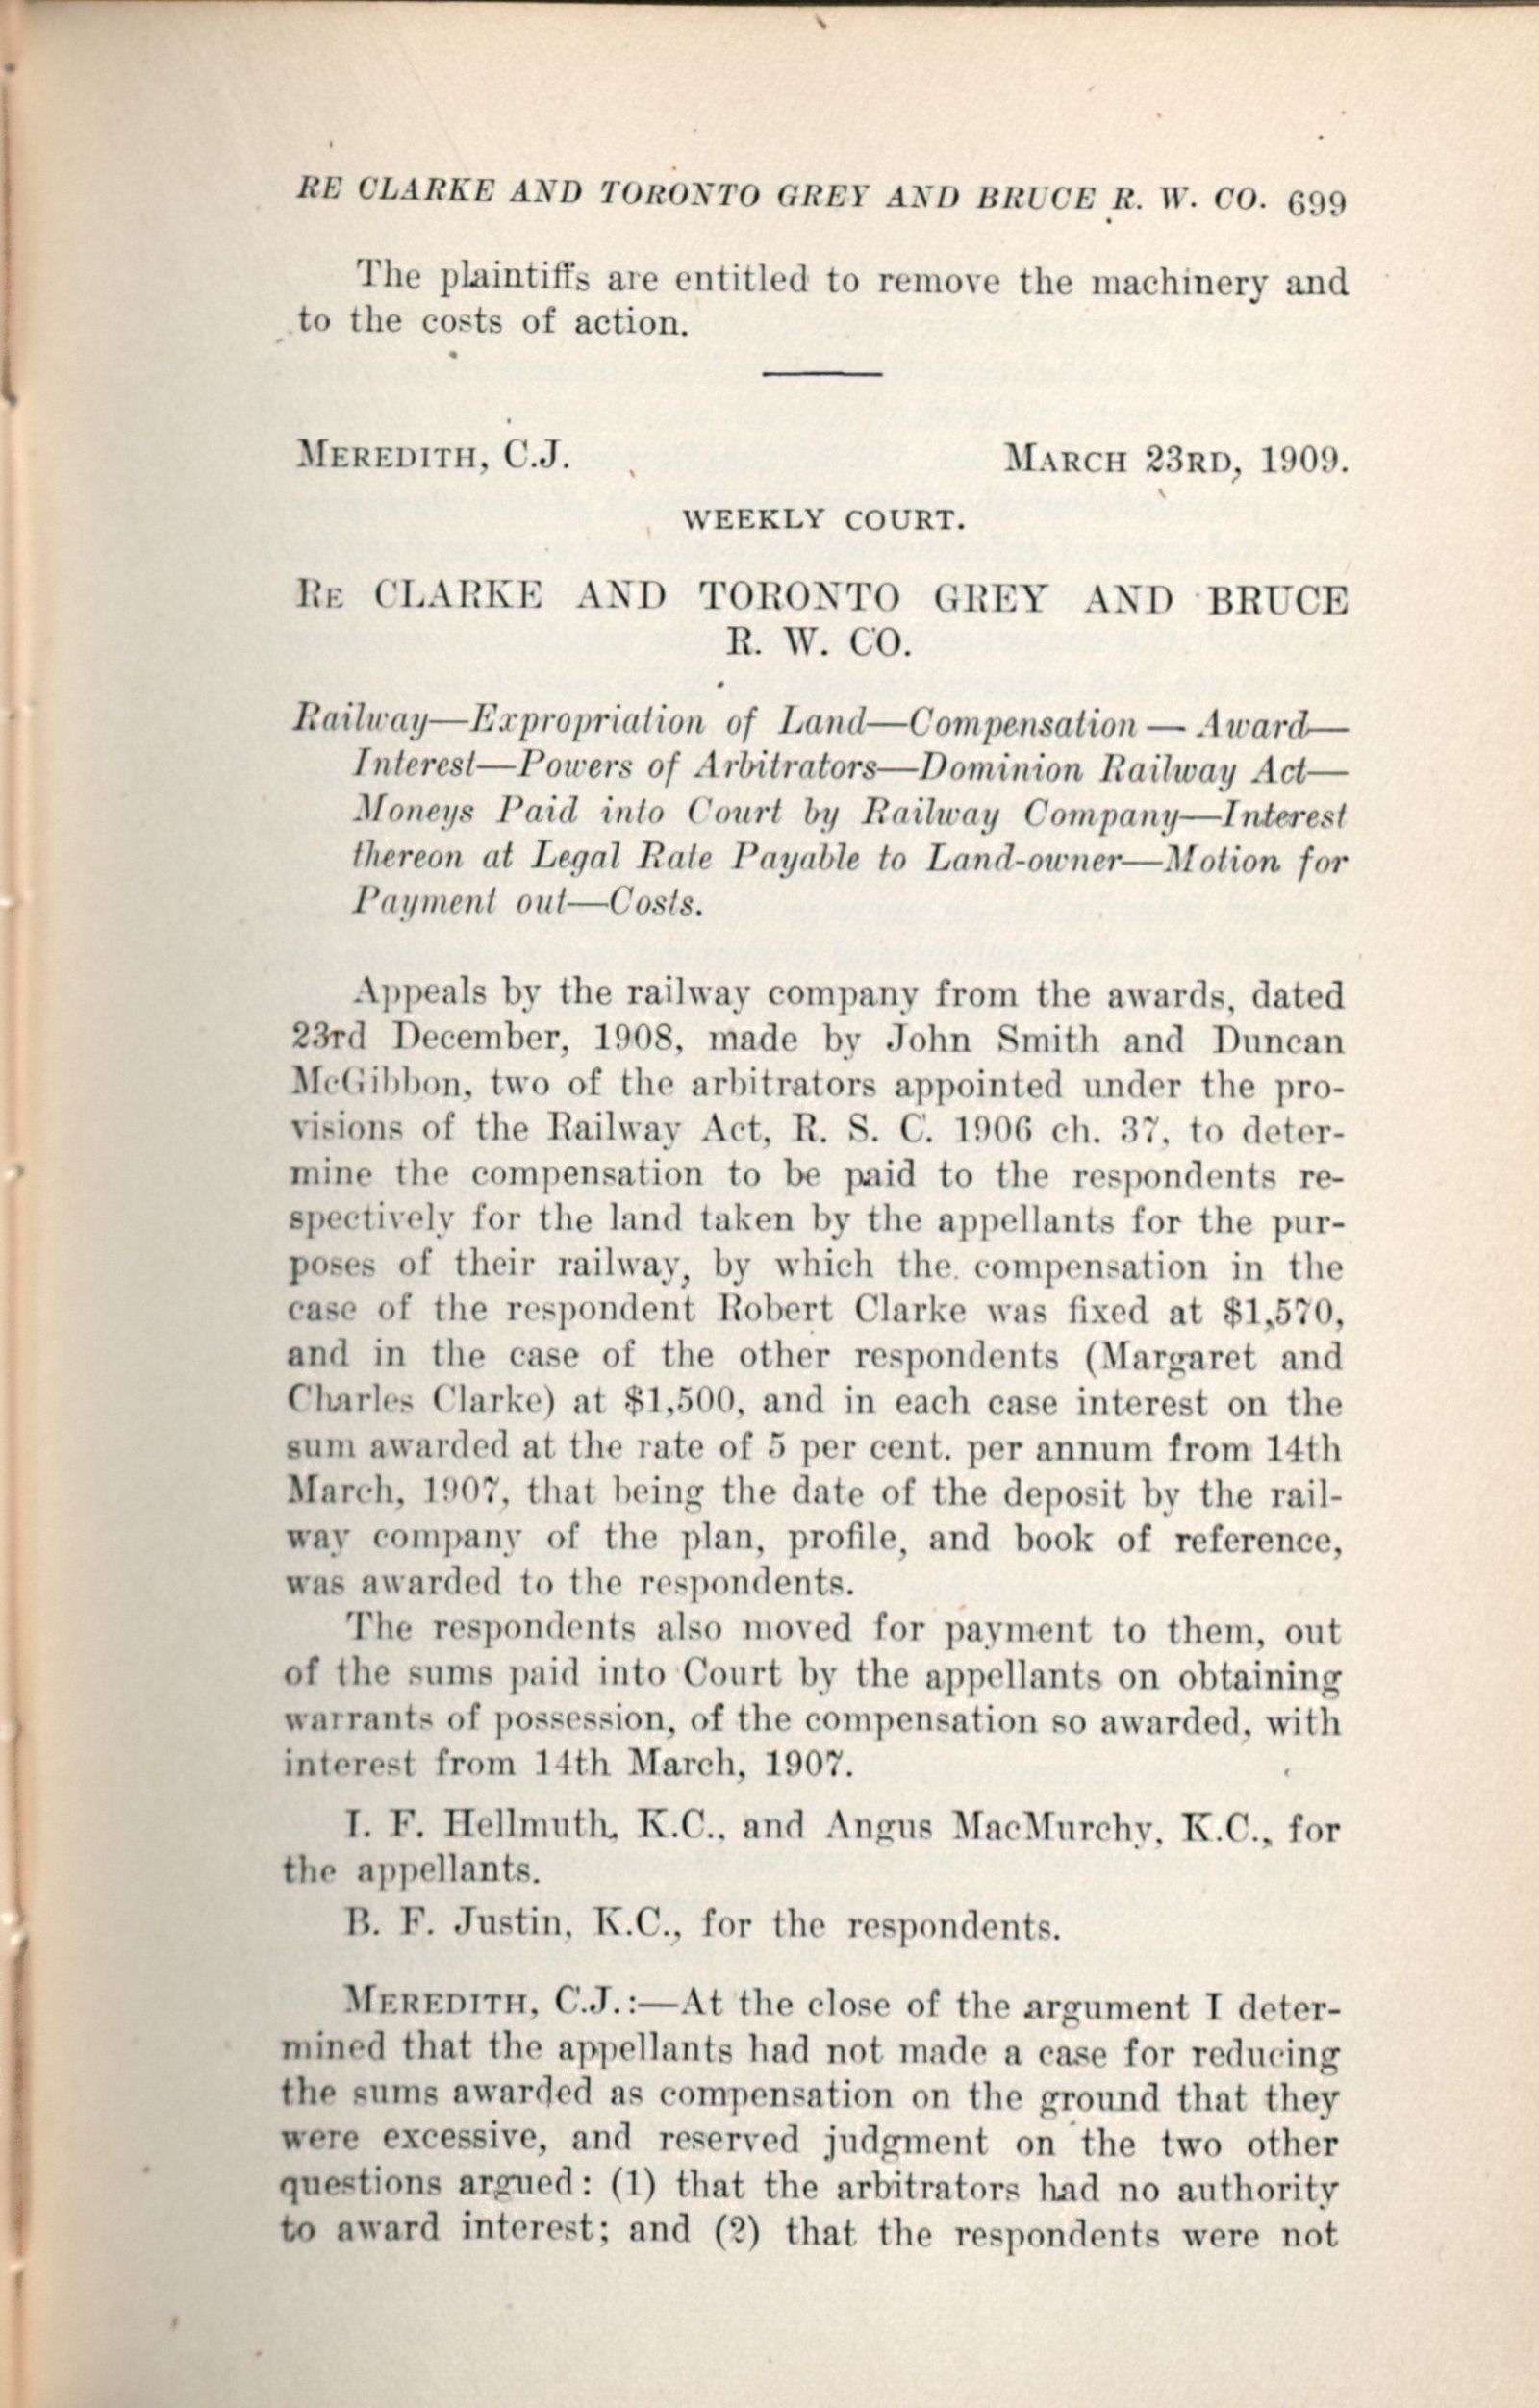 RE CLARKE AND TORONTO GREY AND BRUCE R. W. CO. 699
The plaintiffs are entitled to remove the machinery and
to the costs of action.
MEREDITH, C.J. MARCH 23RD, 1909.
WEEKLY COURT.
RE CLARKE AND TORONTO GREY AND BRUCE
R. W. CO.
Railway—Expropriation of Land—Compensation — Award—
Interest—Powers of Arbitrators—Dominion Railway Act—
Moneys Paid into Court by Railway Company—Interest
thereon at Legal Rate Payable to Land-owner—Motion for
Payment out—Costs.
Appeals by the railway company from the awards, dated
23rd December, 1908, made by John Smith and Duncan
McGibbon, two of the arbitrators appointed under the pro-
visions of the Railway Act, R. S. C. 1906 ch. 37, to deter-
mine the compensation to be paid to the respondents re-
spectively for the land taken by the appellants for the pur-
poses of their railway, by which the compensation in the
case of the respondent Robert Clarke was fixed at $1,570,
and in the case of the other respondents (Margaret and
Charles Clarke) at $1,500, and in each case interest on the
sum awarded at the rate of 5 per cent. per annum from 14th
March, 1907, that being the date of the deposit by the rail-
way company of the plan, profile, and book of reference,
was awarded to the respondents.
The respondents also moved for payment to them, out
of the sums paid into Court by the appellants on obtaining
warrants of possession, of the compensation so awarded, with
interest from 14th March, 1907.
I. F. Hellmuth, K.C., and Angus MacMurchy, K.C., for
the appellants.
B. F. Justin, K.C., for the respondents.
MEREDITH, C.J.:—At the close of the argument I deter-
mined that the appellants had not made a case for reducing
the sums awarded as compensation on the ground that they
were excessive, and reserved judgment on the two other
questions argued: (1) that the arbitrators had no authority
to award interest; and (2) that the respondents were not